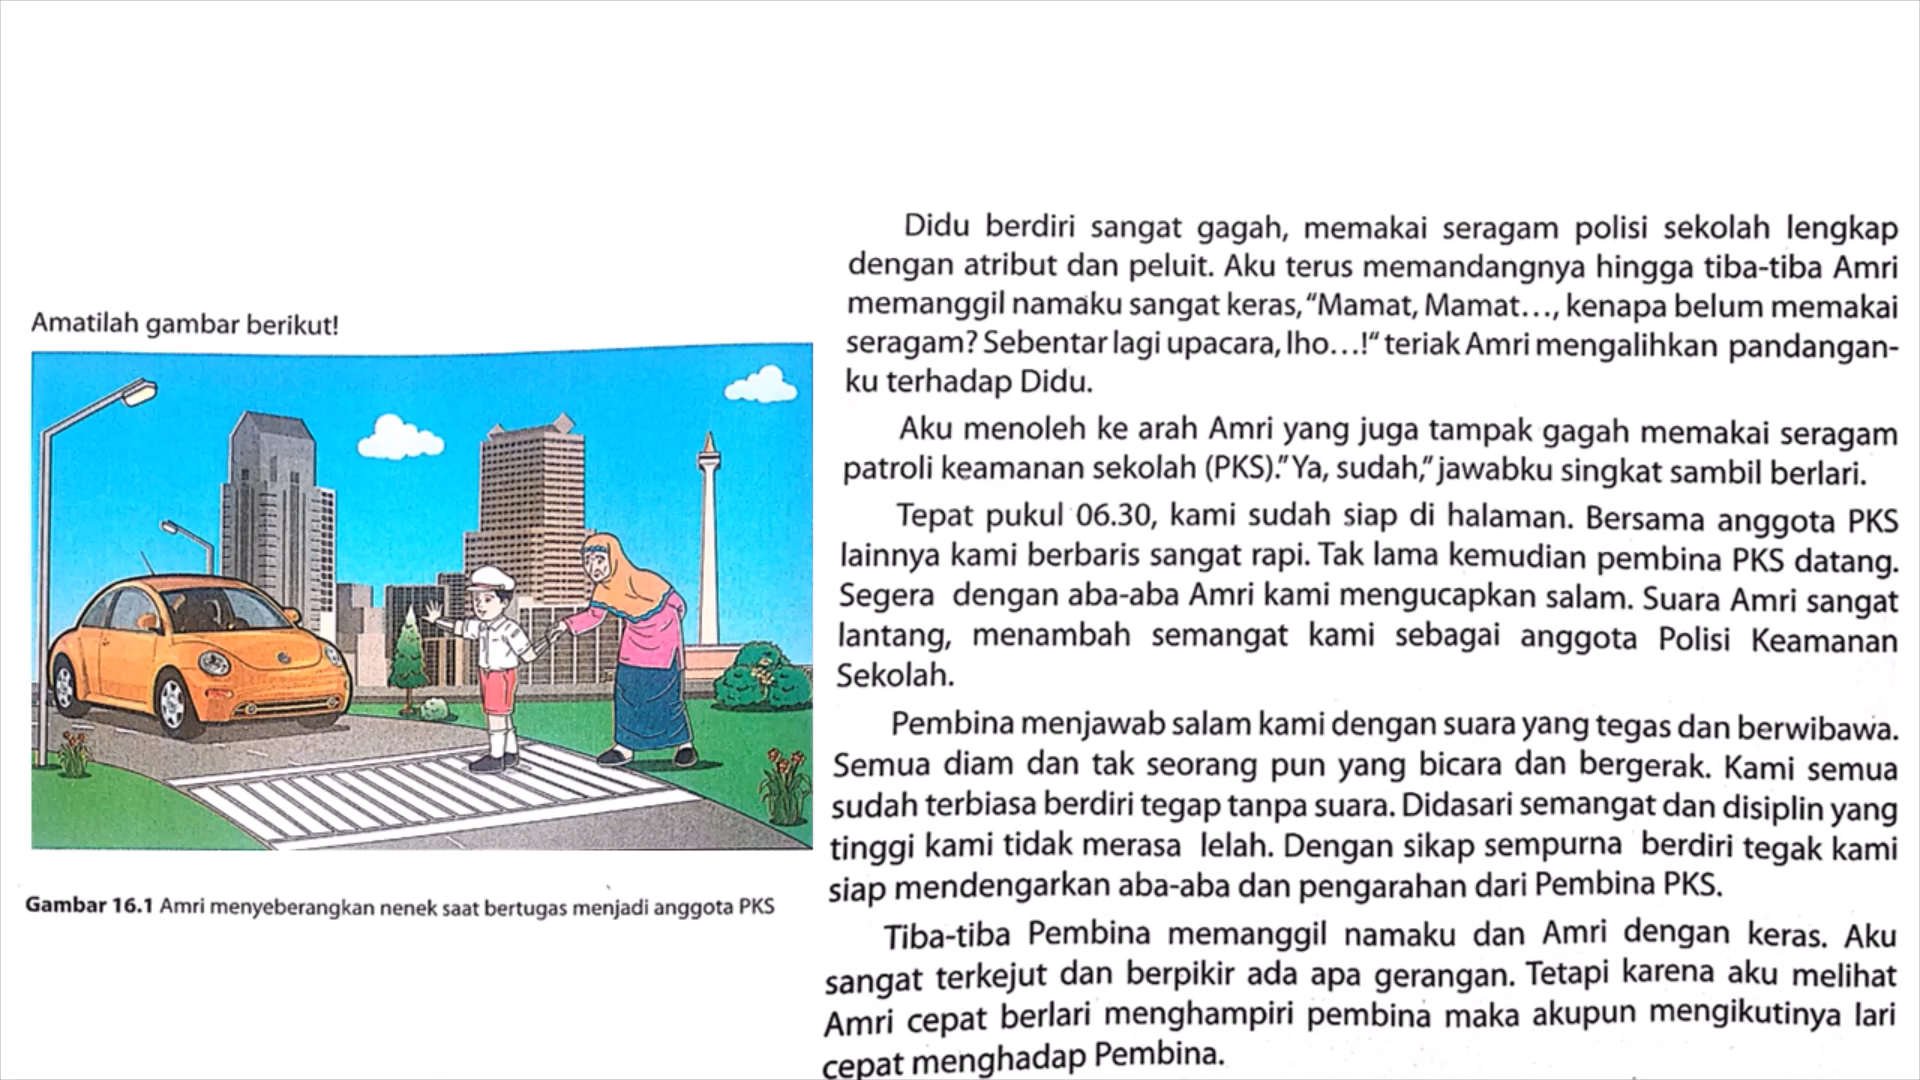 Amatilah gambar berikut!
Gambar 16.1 Amri menyeberangkan nenek saat bertugas menjadi anggota PKS
Didu berdiri sangat gagah, memakai seragam polisi sekolah lengkap
dengan atribut dan peluit. Aku terus memandangnya hingga tiba-tiba Amri
memanggil namaku sangat keras, “Mamat, Mamat…, kenapa belum memakai
seragam? Sebentar lagi upacara, lho…!“ teriak Amri mengalihkan pandangan-
ku terhadap Didu.
Aku menoleh ke arah Amri yang juga tampak gagah memakai seragam
patroli keamanan sekolah (PKS).” Ya, sudah,” jawabku singkat sambil berlari.
Tepat pukul 06.30, kami sudah siap di halaman. Bersama anggota PKS
lainnya kami berbaris sangat rapi. Tak lama kemudian pembina PKS datang.
Segera dengan aba-aba Amri kami mengucapkan salam. Suara Amri sangat
lantang, menambah semangat kami sebagai anggota Polisi Keamanan
Sekolah.
Pembina menjawab salam kami dengan suara yang tegas dan berwibawa.
Semua diam dan tak seorang pun yang bicara dan bergerak. Kami semua
sudah terbiasa berdiri tegap tanpa suara. Didasari semangat dan disiplin yang
tinggi kami tidak merasa lelah. Dengan sikap sempurna berdiri tegak kami
siap mendengarkan aba-aba dan pengarahan dari Pembina PKS.
Tiba-tiba Pembina memanggil namaku dan Amri dengan keras. Aku
sangat terkejut dan berpikir ada apa gerangan. Tetapi karena aku melihat
Amri cepat berlari menghampiri pembina maka akupun mengikutinya lari
cepat menghadap Pembina.